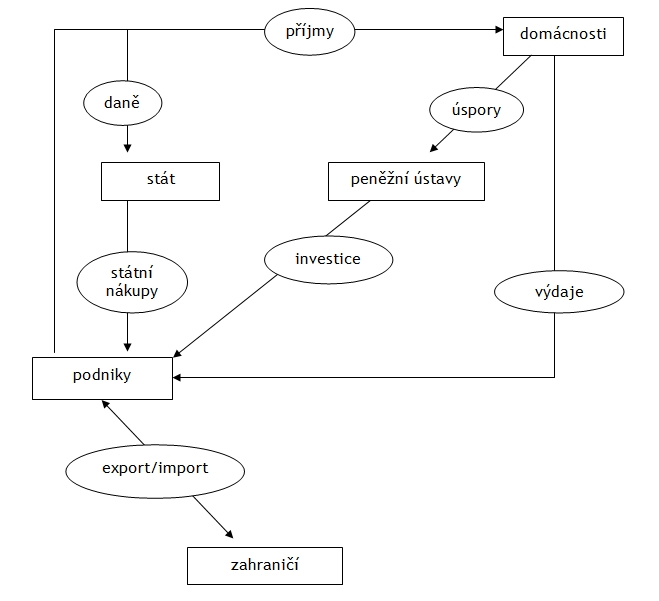 příjmy
domácnosti
daně
úspory
stát
peněžní ústavy
investice
státní
nákupy
výdaje
podniky
export/import
zahraničí